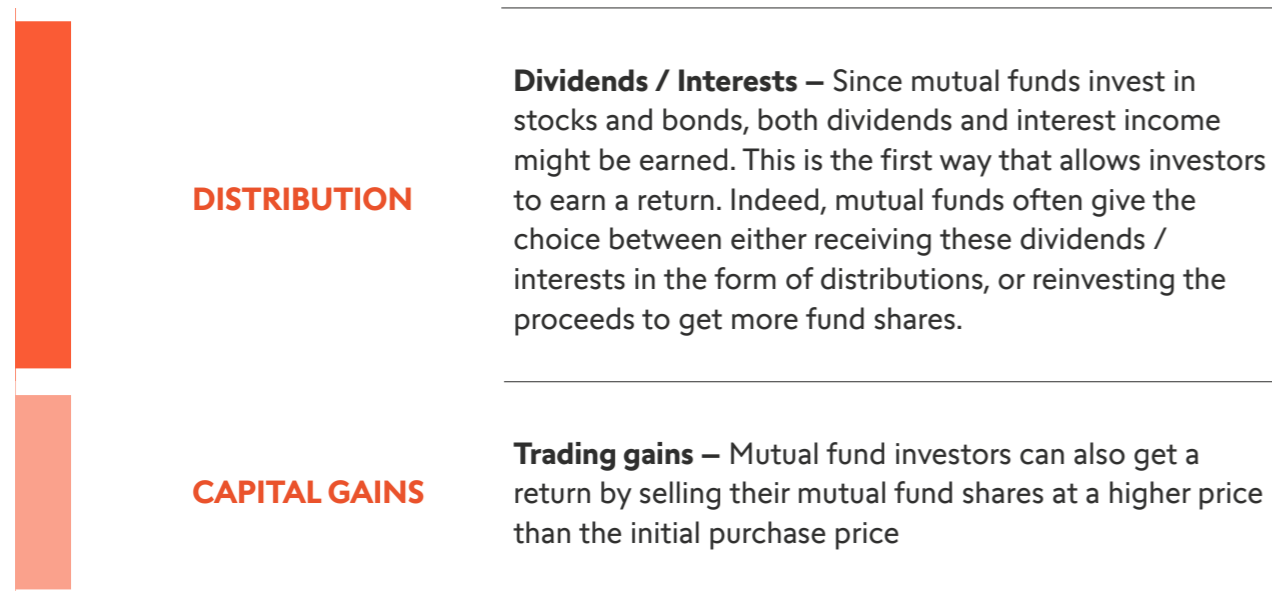 DISTRIBUTION
Dividends / Interests – Since mutual funds invest in
stocks and bonds, both dividends and interest income
might be earned. This is the first way that allows investors
to earn a return. Indeed, mutual funds often give the
choice between either receiving these dividends /
interests in the form of distributions, or reinvesting the
proceeds to get more fund shares.
CAPITAL GAINS
Trading gains – Mutual fund investors can also get a
return by selling their mutual fund shares at a higher price
than the initial purchase price